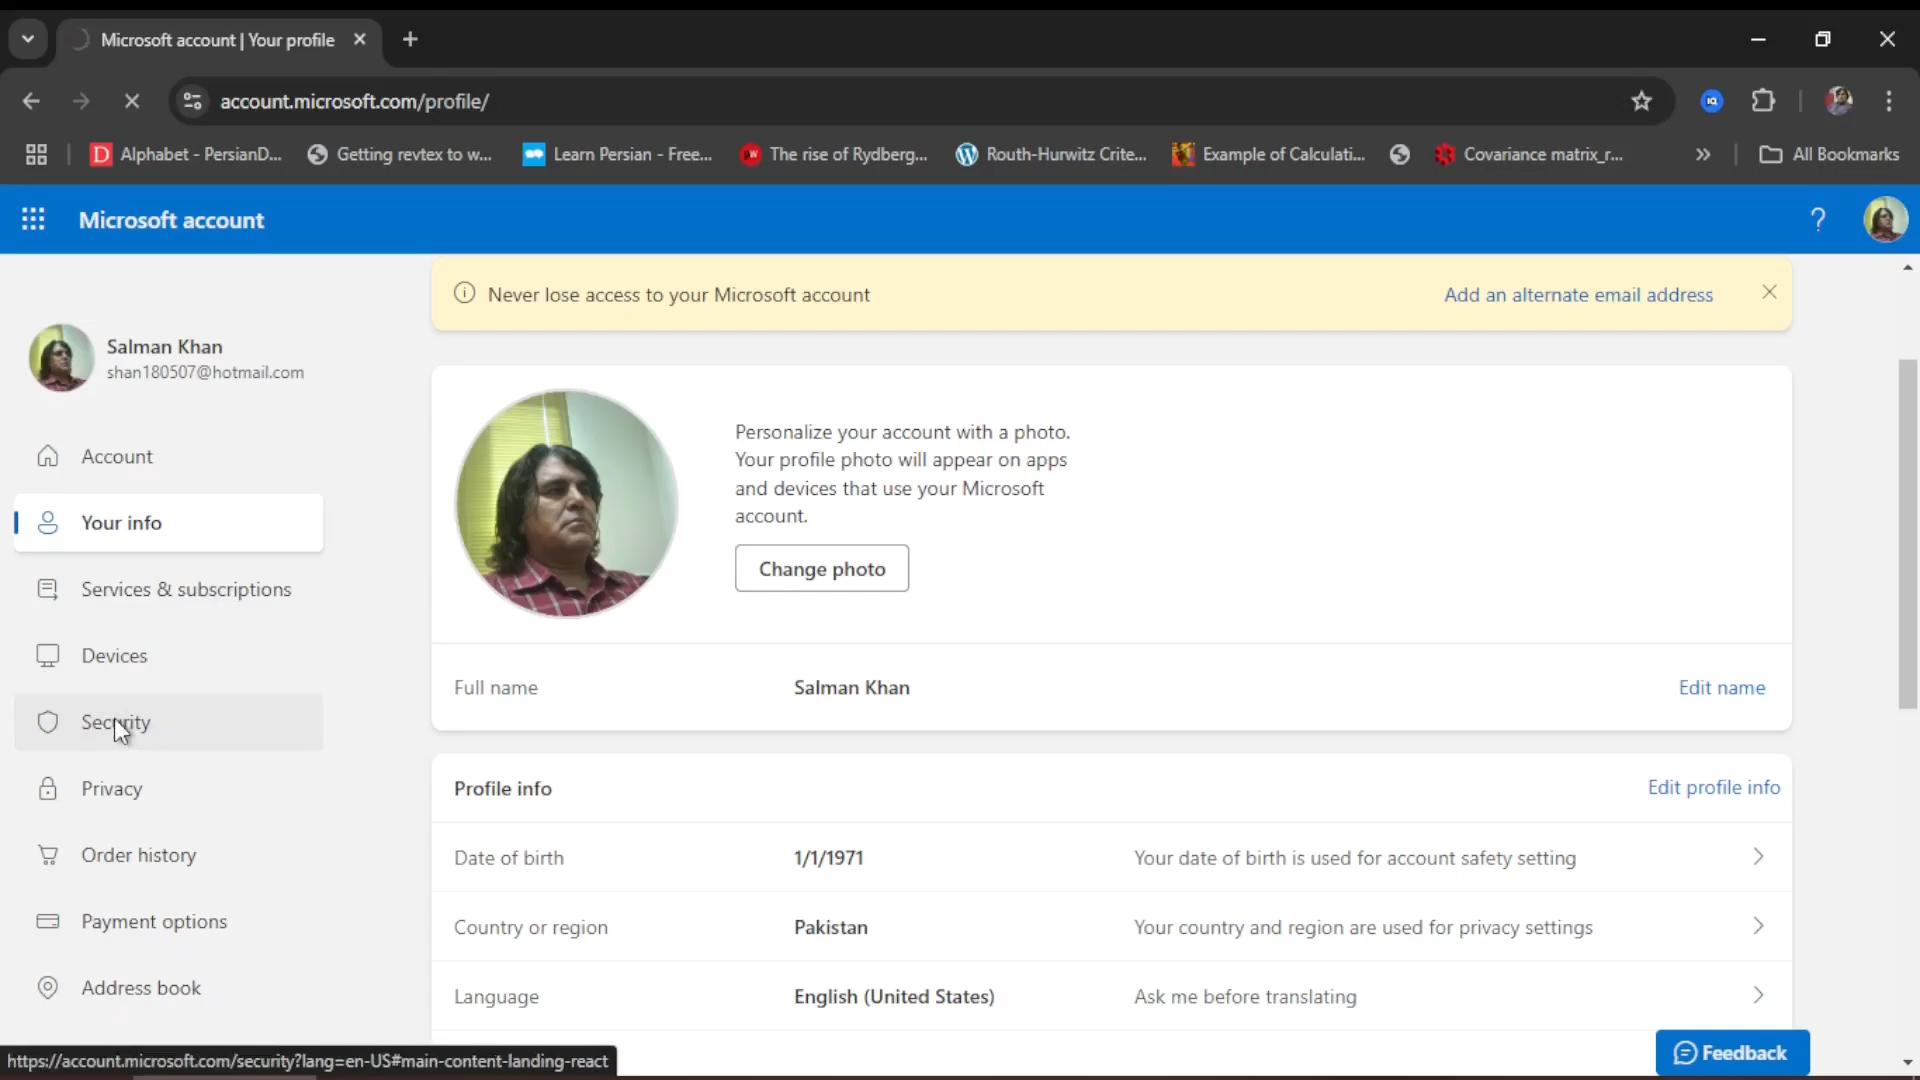 Microsoft account | Your profile
account.microsoft.com/profile/
Alphabet - PersianD...
Getting revtex to w...
Learn Persian - Free...
The rise of Rydberg...
Routh-Hurwitz Crite...
Example of Calculati...
Covariance matrix_r...
All Bookmarks
Microsoft account
Never lose access to your Microsoft account
Add an alternate email address
Salman Khan
shan180507@hotmail.com
Account
Your info
Services & subscriptions
Devices
Security
Privacy
Order history
Payment options
Address book
Personalize your account with a photo.
Your profile photo will appear on apps
and devices that use your Microsoft
account.
Change photo
Full name
Salman Khan
Edit name
Profile info
Edit profile info
Date of birth
1/1/1971
Your date of birth is used for account safety setting
Country or region
Pakistan
Your country and region are used for privacy settings
Language
English (United States)
Ask me before translating
Feedback
https://account.microsoft.com/security?lang=en-US#main-content-landing-react